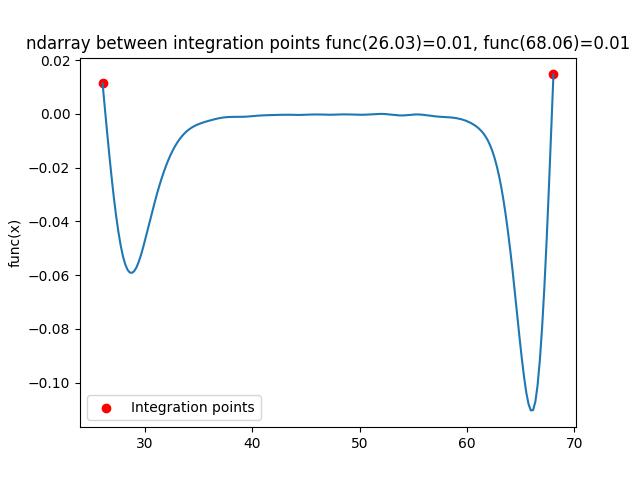 ndarray between integration points func(26.03)=0.01, func(68.06)=0.01
0.02
0.00
−0.02
−0.04
−0.06
−0.08
−0.10
func(x)
Integration points
30 40 50 60 70